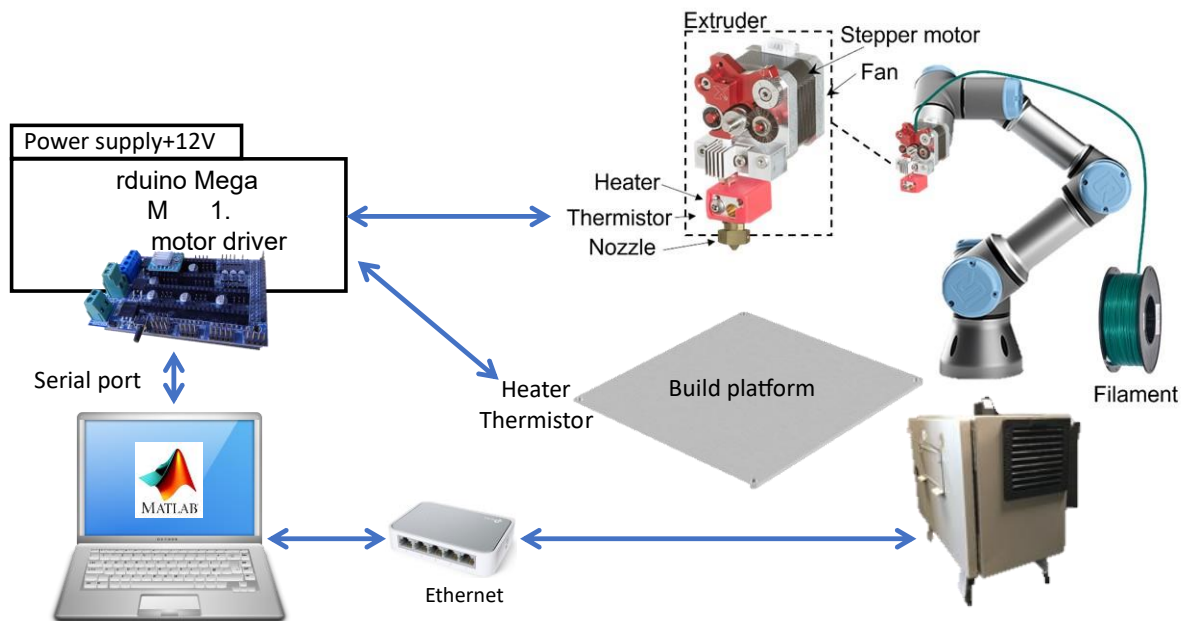 Extruder
Stepper motor
Fan
Power supply+12V
rduino Mega
M 1.
motor driver
Heater
Thermistor
Nozzle
Serial port
Heater
Thermistor
Build platform
Filament
MATLAB
Ethernet